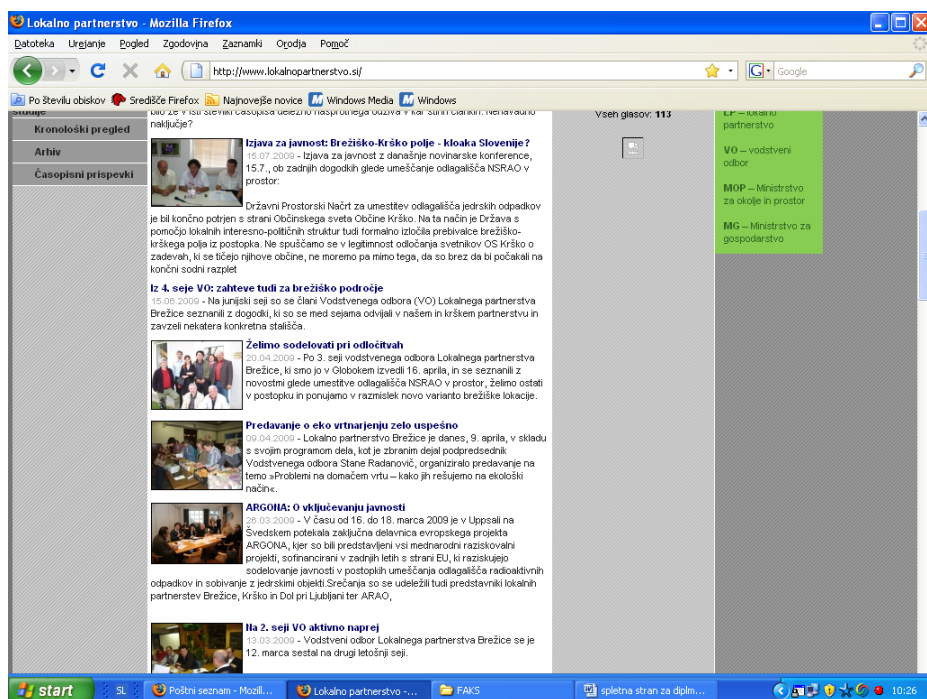 Lokalno partnerstvo - Mozilla Firefox
Datoteka Urejanje Pogled Zgodovina Zaznamki Orodja Pomoč
http://www.lokalnopartnerstvo.si/
Google
Po številu obiskov Središče Firefox Najnovejše novice Windows Media Windows
študije
Kronološki pregled
Arhiv
Časopisni prispevki
bilo že v isti številki časopisa deležno nasprotnega odziva v kar štirih člankih. Nenavadno
naključje?
Izjava za javnost: Brežiško-Krško polje - kloaka Slovenije?
15.07.2009 - Izjava za javnost z današnje novinarske konference,
15.7., ob zadnjih dogodkih glede umeščanje odlagališča NSRAO v
prostor:
Državni Prostorski Načrt za umestitev odlagališča jedrskih odpadkov
je bil končno potrjen s strani Občinskega sveta Občine Krško. Na ta način je Država s
pomočjo lokalnih interesno-političnih struktur tudi formalno izločila prebivalce brežiško-
krškega polja iz postopka. Ne spuščamo se v legitimnost odločanja svetnikov OS Krško o
zadevah, ki se tičejo njihove občine, ne moremo pa mimo tega, da so brez da bi počakali na
končni sodni razplet
Iz 4. seje VO: zahteve tudi za brežiško področje
15.06.2009 - Na junijski seji so se člani Vodstvenega odbora (VO) Lokalnega partnerstva
Brežice seznanili z dogodki, ki so se med sejama odvijali v našem in krškem partnerstvu in
zavzeli nekatera konkretna stališča.
Želimo sodelovati pri odločitvah
20.04.2009 - Po 3. seji vodstvenega odbora Lokalnega partnerstva
Brežice, ki smo jo v Globokem izvedli 16. aprila, in se seznanili z
novostmi glede umestitve odlagališča NSRAO v prostor, želimo ostati
v postopku in ponujamo v razmislek novo varianto brežiške lokacije.
Predavanje o eko vrtnarjenju zelo uspešno
09.04.2009 - Lokalno partnerstvo Brežice je danes, 9. aprila, v skladu
s svojim programom dela, kot je zbranim dejal podpredsednik
Vodstvenega odbora Stane Radanovič, organiziralo predavanje na
temo »Problemi na domačem vrtu – kako jih rešujemo na ekološki
način«.
ARGONA: O vključevanju javnosti
26.03.2009 - V času od 16. do 18. marca 2009 je v Uppsali na
Švedskem potekala zaključna delavnica evropskega projekta
ARGONA, kjer so bili predstavljeni vsi mednarodni raziskovalni
projekti, sofinancirani v zadnjih letih s strani EU, ki raziskujejo
sodelovanje javnosti v postopkih umeščanja odlagališča radioaktivnih
odpadkov in sobivanje z jedrskimi objekti.Srečanja so se udeležili tudi predstavniki lokalnih
partnerstev Brežice, Krško in Dol pri Ljubljani ter ARAO,
Na 2. seji VO aktivno naprej
13.03.2009 - Vodstveni odbor Lokalnega partnerstva Brežice se je
12. marca sestal na drugi letošnji seji.
Vseh glasov: 113
LP – lokalno
partnerstvo
VO – vodstveni
odbor
MOP – Ministrstvo
za okolje in prostor
MG – Ministrstvo za
gospodarstvo
start SL Poštni seznam - Mozill... Lokalno partnerstvo -... FAKS spletna stran za diplm... 10:26